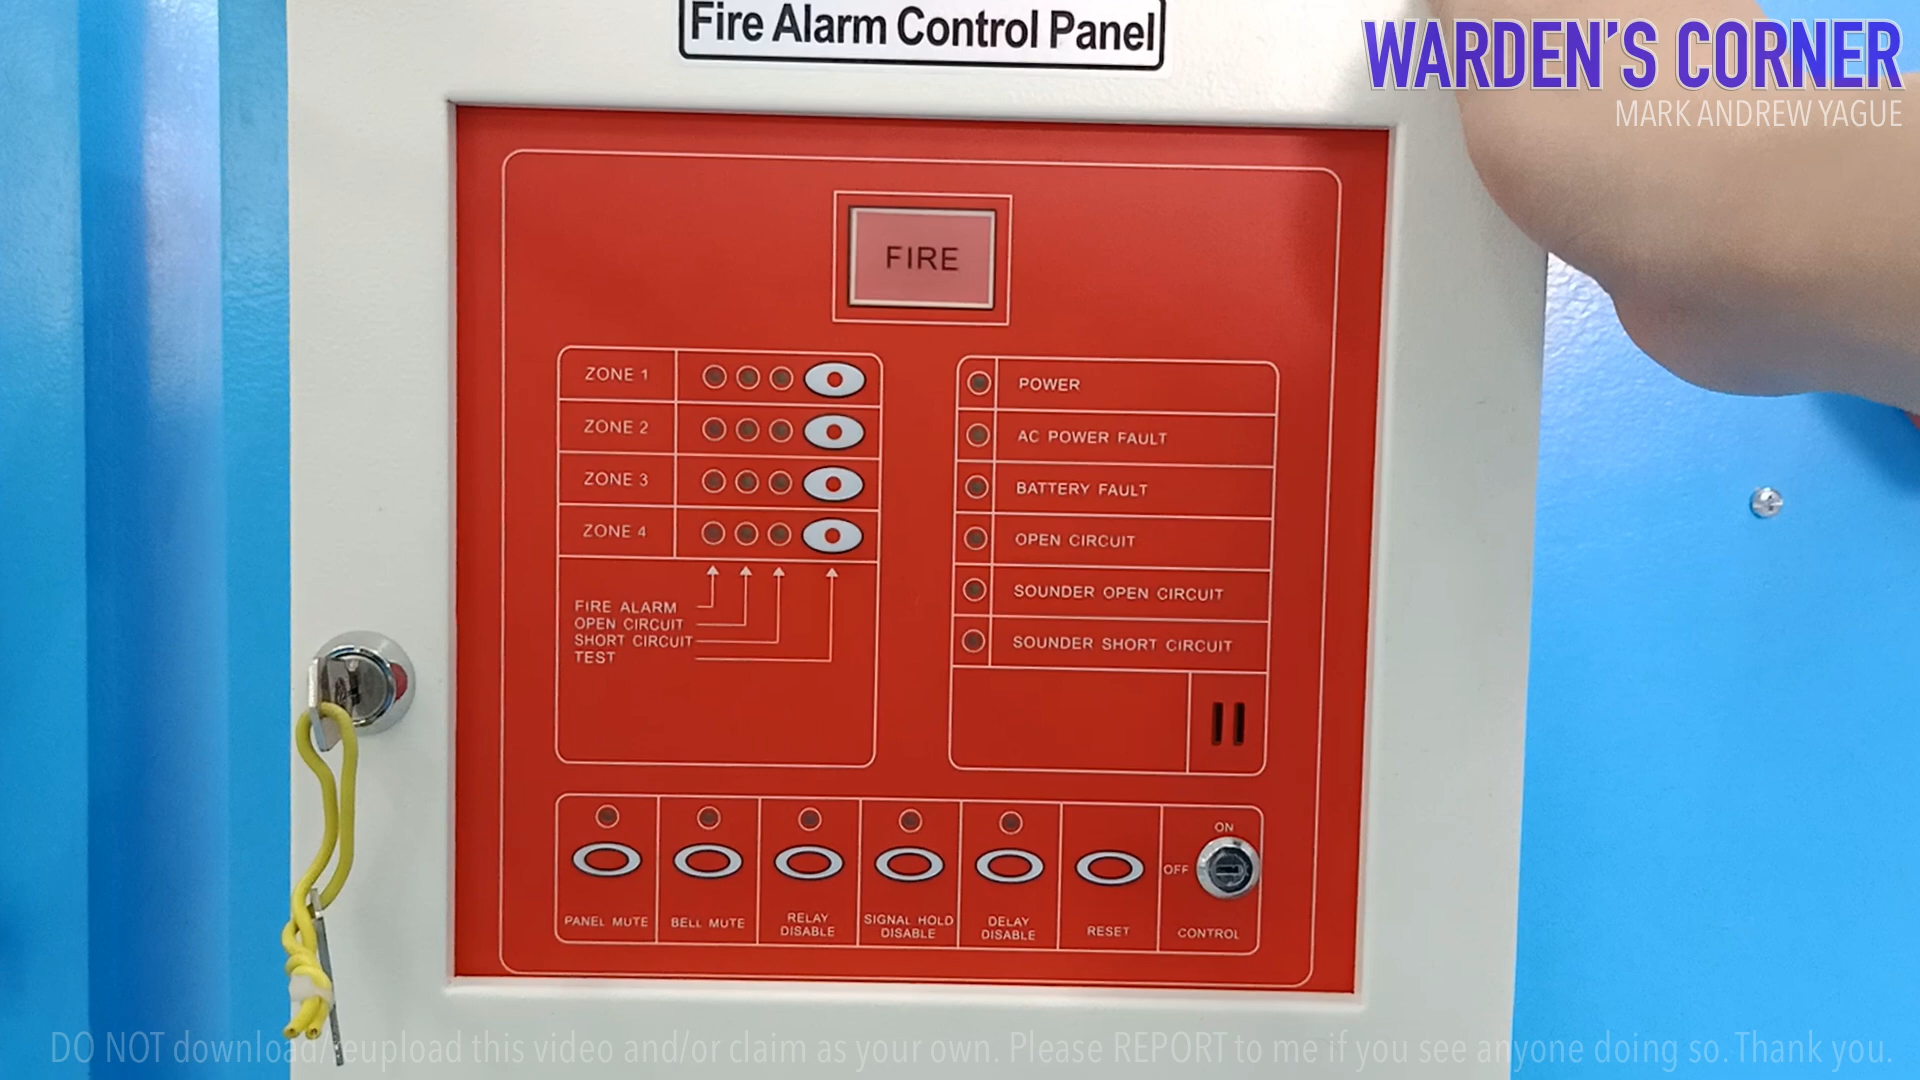 Fire Alarm Control Panel
WARDEN'S CORNER
MARK ANDREW YAGUE
FIRE
ZONE 1
ZONE 2
ZONE 3
ZONE 4
FIRE ALARM
OPEN CIRCUIT
SHORT CIRCUIT
TEST
POWER
AC POWER FAULT
BATTERY FAULT
OPEN CIRCUIT
SOUNDER OPEN CIRCUIT
SOUNDER SHORT CIRCUIT
PANEL MUTE
BELL MUTE
RELAY
DISABLE
SIGNAL HOLD
DISABLE
DELAY
DISABLE
RESET
ON
OFF
CONTROL
DO NOT download/reupload this video and/or claim as your own. Please REPORT to me if you see anyone doing so. Thank you.